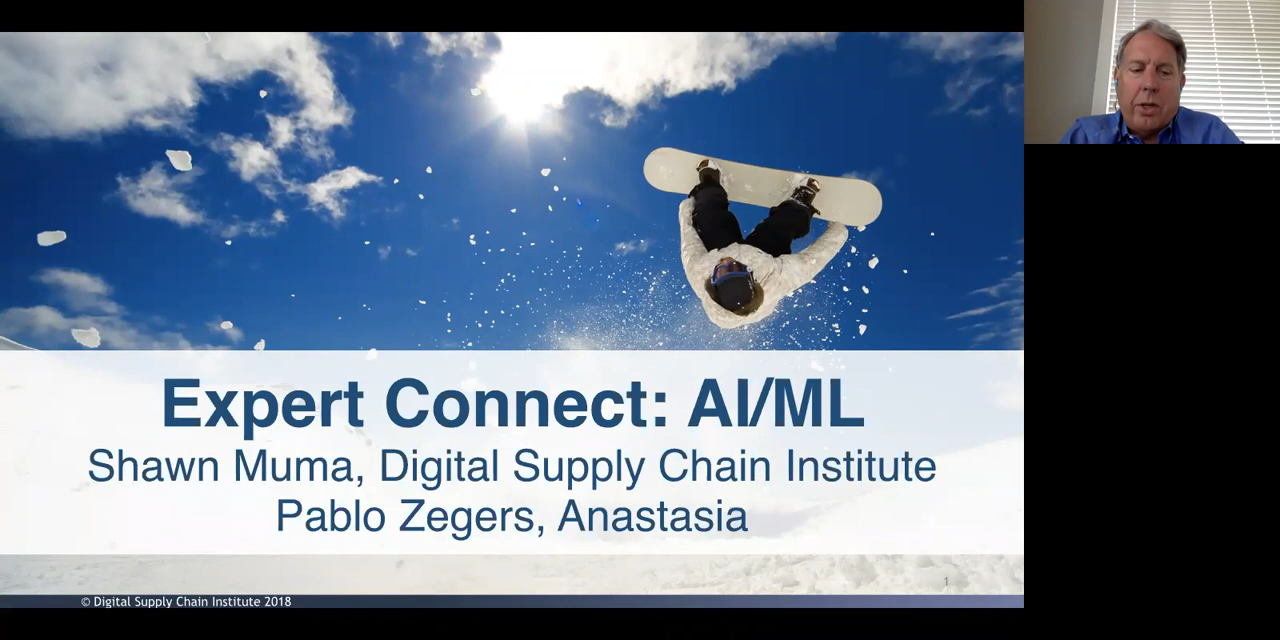 Expert Connect: AI/ML
Shawn Muma, Digital Supply Chain Institute
Pablo Zegers, Anastasia
1
© Digital Supply Chain Institute 2018